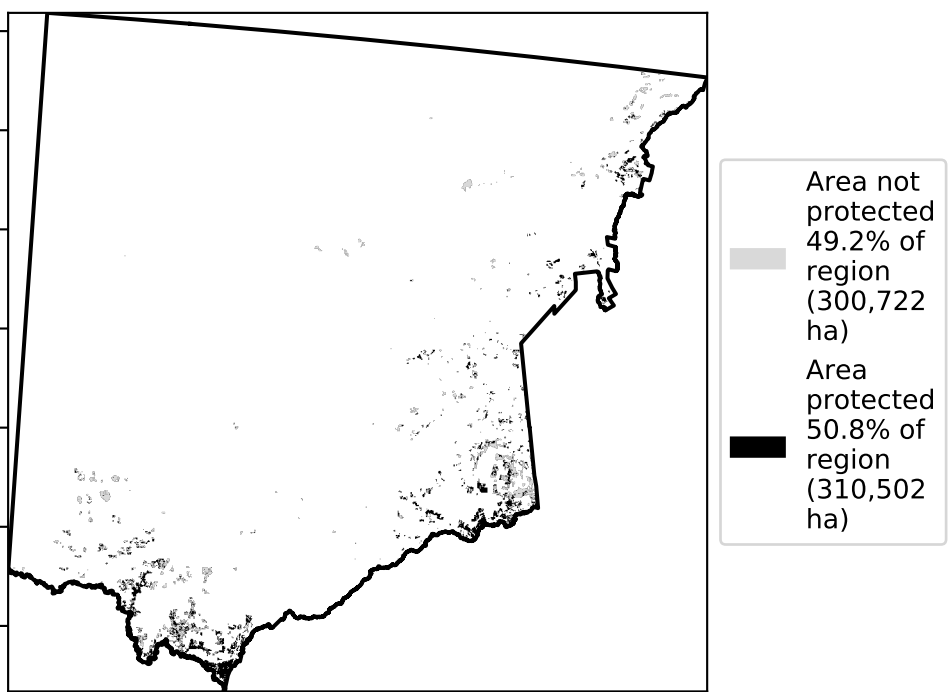 Area not
protected
49.2% of
region
(300,722
ha)
Area
protected
50.8% of
region
(310,502
ha)